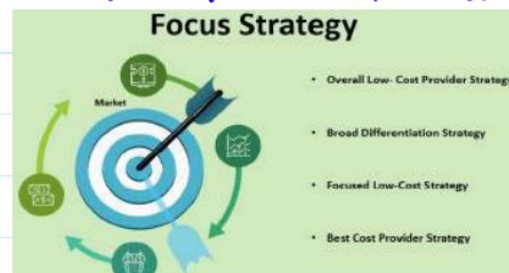 Focus Strategy
Market
• Overall Low- Cost Provider Strategy
• Broad Differentiation Strategy
• Focused Low-Cost Strategy
• Best Cost Provider Strategy